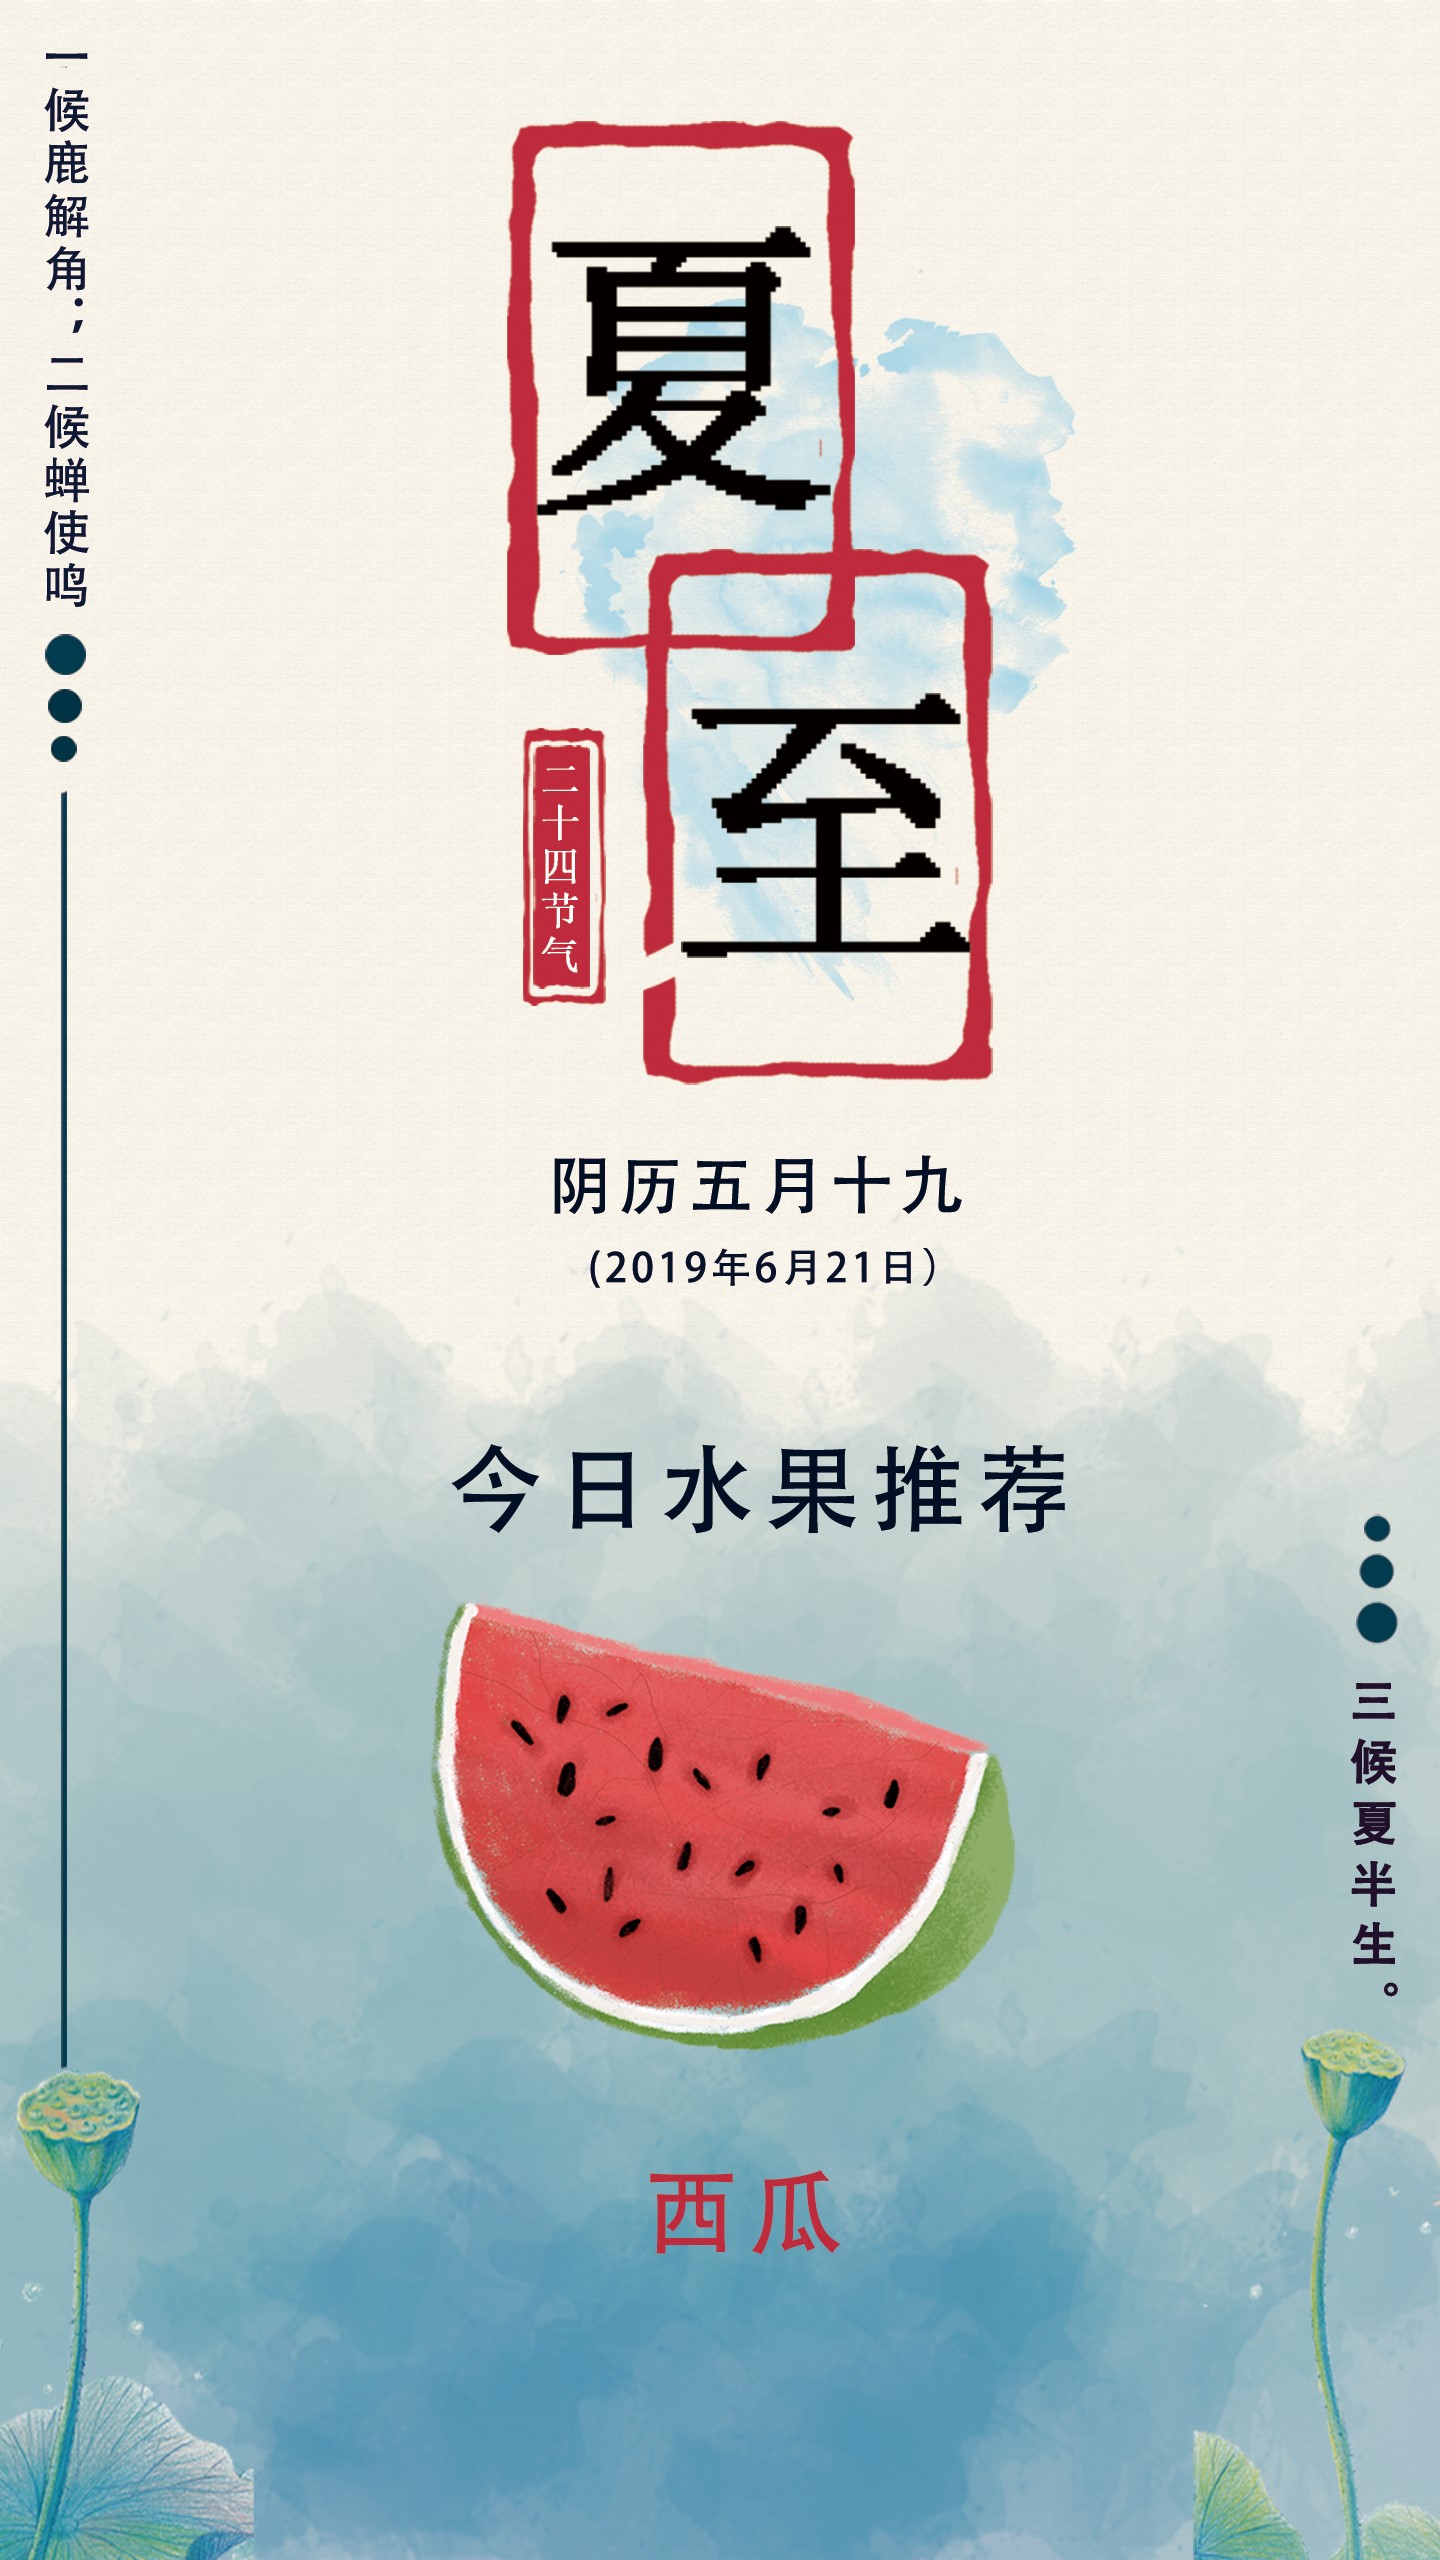 一候鹿解角；二候蝉使鸣
夏至
二十四节气
阴历五月十九
(2019年6月21日）
今日水果推荐
三候夏半生。
西瓜